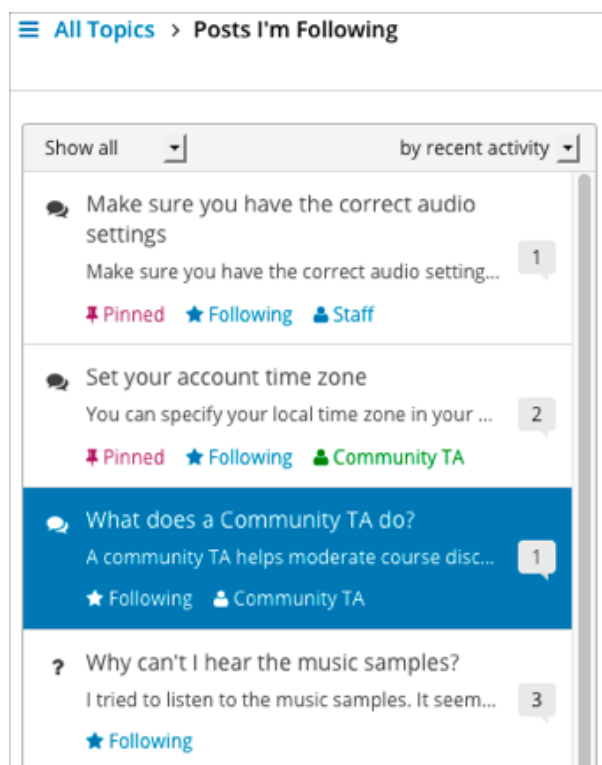 All Topics > Posts I'm Following
Show all by recent activity
Make sure you have the correct audio
settings
1
Make sure you have the correct audio setting...
Pinned Following Staff
Set your account time zone
You can specify your local time zone in your ...
2
Pinned Following Community TA
What does a Community TA do?
A community TA helps moderate course disc...
1
Following Community TA
? Why can't I hear the music samples?
I tried to listen to the music samples. It seem...
3
Following